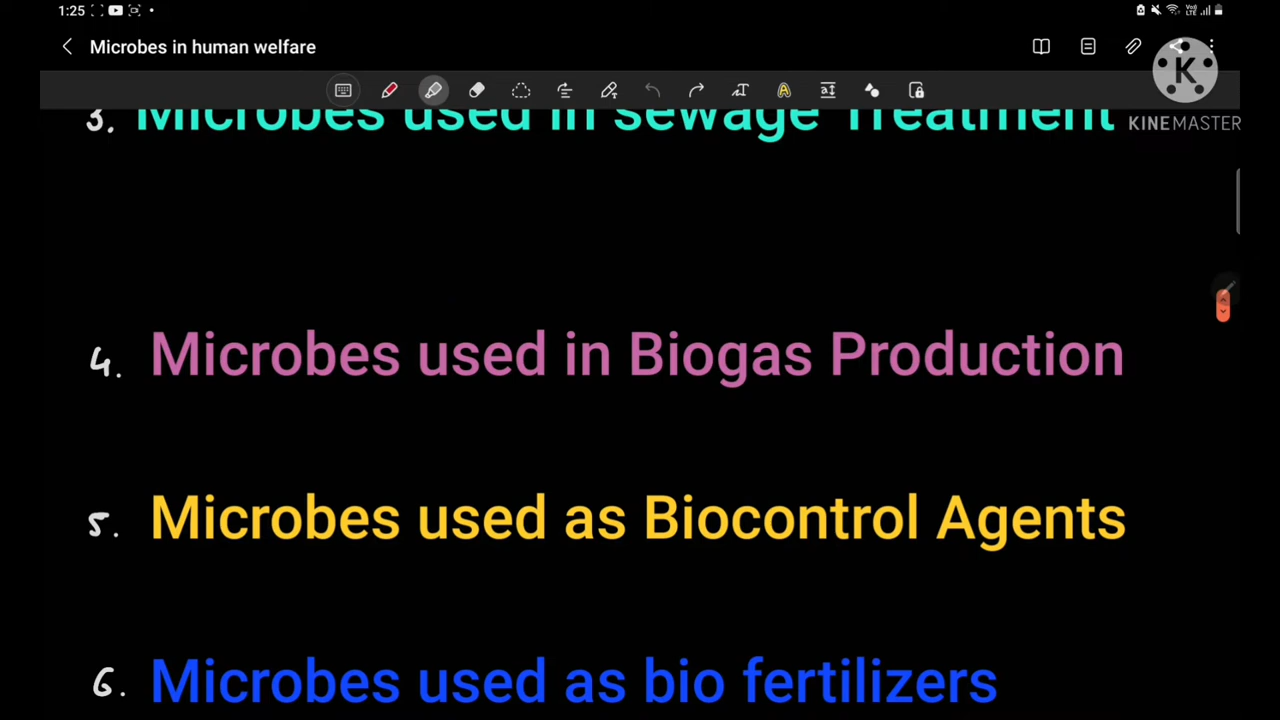 1:25
Microbes in human welfare
K
KINEMASTER
3. Microbes used in sewage Treatment
4. Microbes used in Biogas Production
5. Microbes used as Biocontrol Agents
6. Microbes used as bio fertilizers